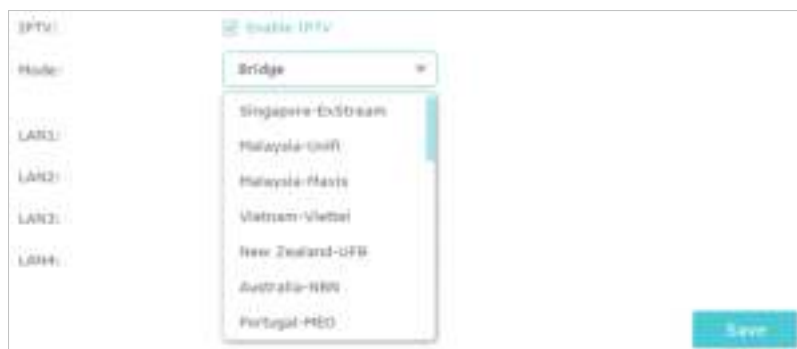 IPTV:
Enable IPTV
Mode:
Bridge
Singapore-ExStream
LAN1:
Malaysia-Unifi
LAN2:
Malaysia-Maxis
LAN3:
Vietnam-Viettel
LAN4:
New Zealand-UFB
Australia-NBN
Portugal-MEO
Save